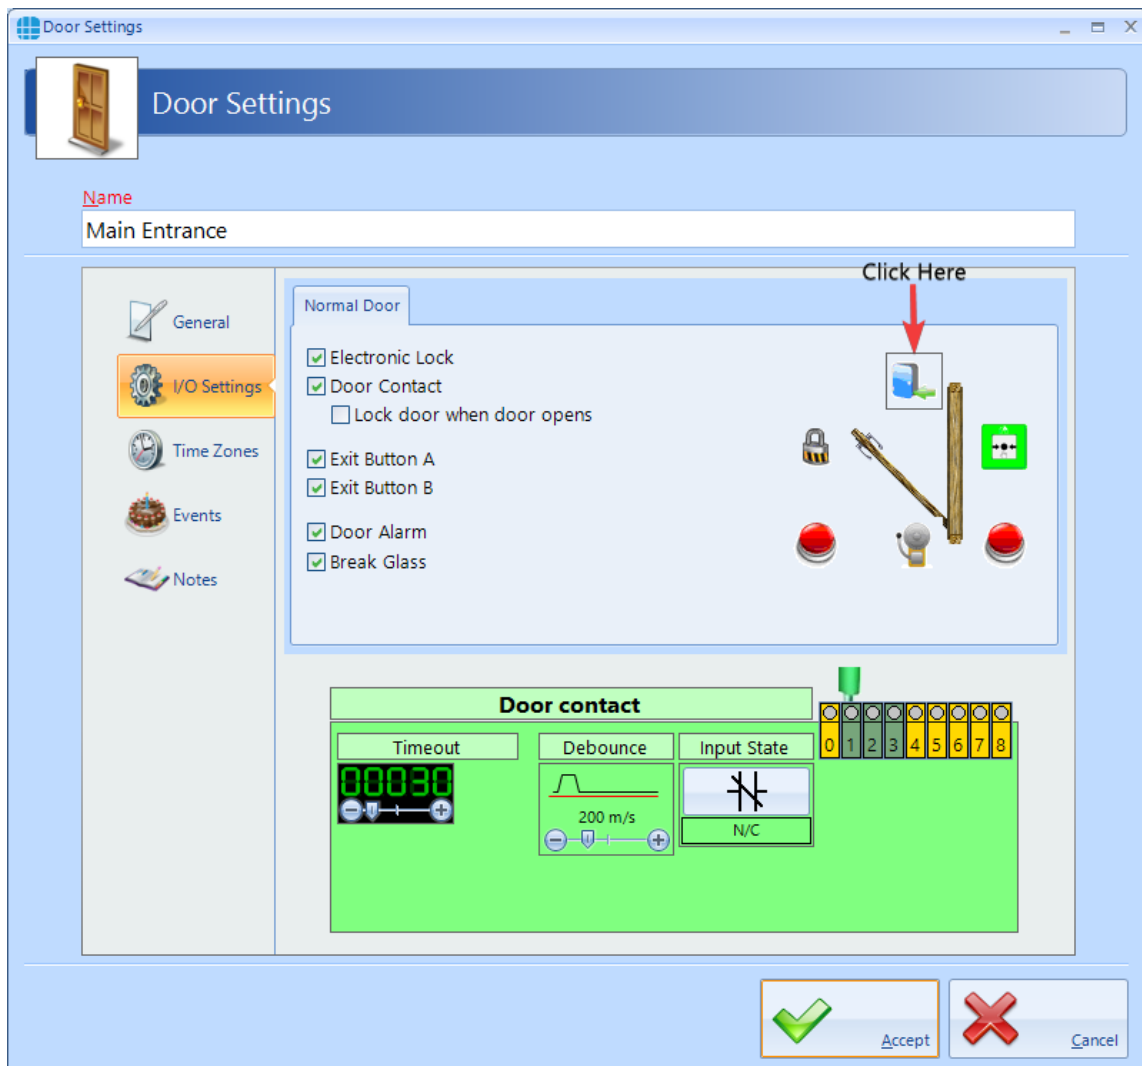 Door Settings
Door Settings
Name
Main Entrance
General
I/O Settings
Time Zones
Events
Notes
Click Here
Normal Door
Electronic Lock
Door Contact
Lock door when door opens
Exit Button A
Exit Button B
Door Alarm
Break Glass
Door contact
0 1 2 3 4 5 6 7 8
Timeout
00030
Debounce
200 m/s
Input State
N/C
Accept
Cancel